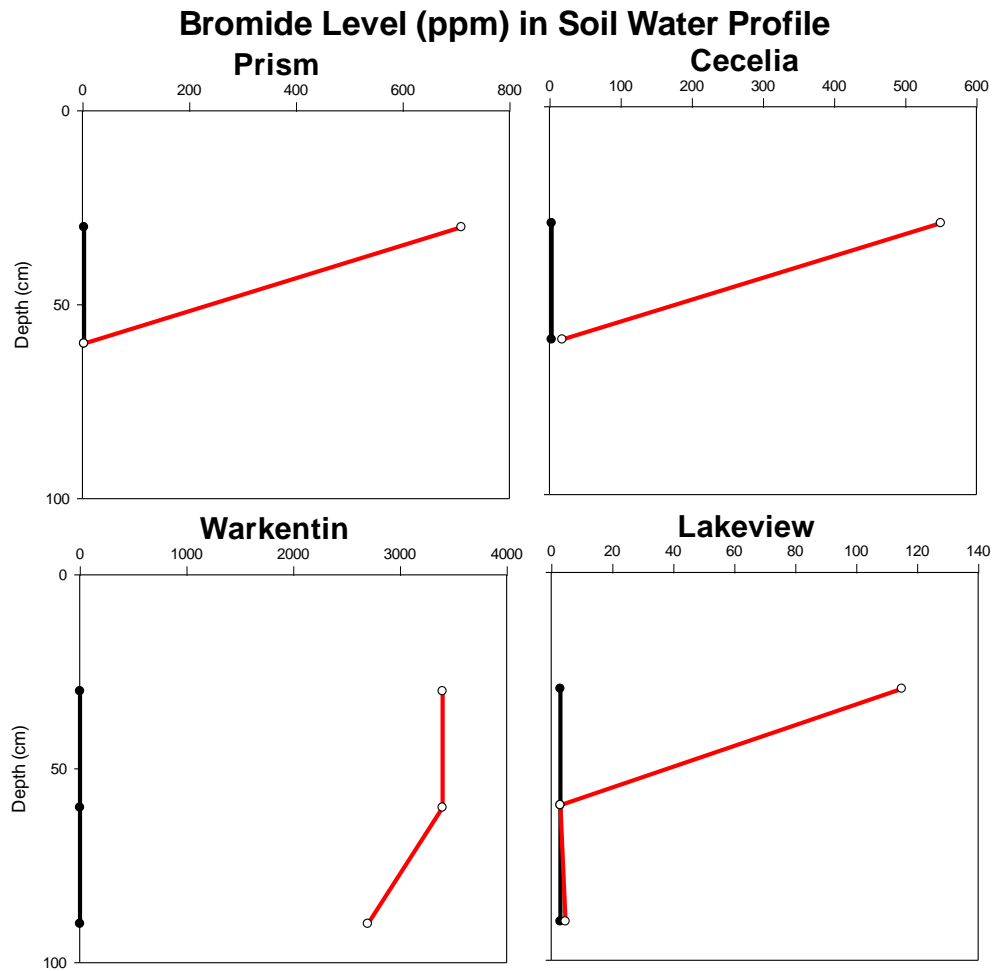 Bromide Level (ppm) in Soil Water Profile
Prism
0 200 400 600 800
0
50
100
Depth (cm)
Cecelia
0 100 200 300 400 500 600
Warkentin
0 1000 2000 3000 4000
0
50
100
Depth (cm)
Lakeview
0 20 40 60 80 100 120 140